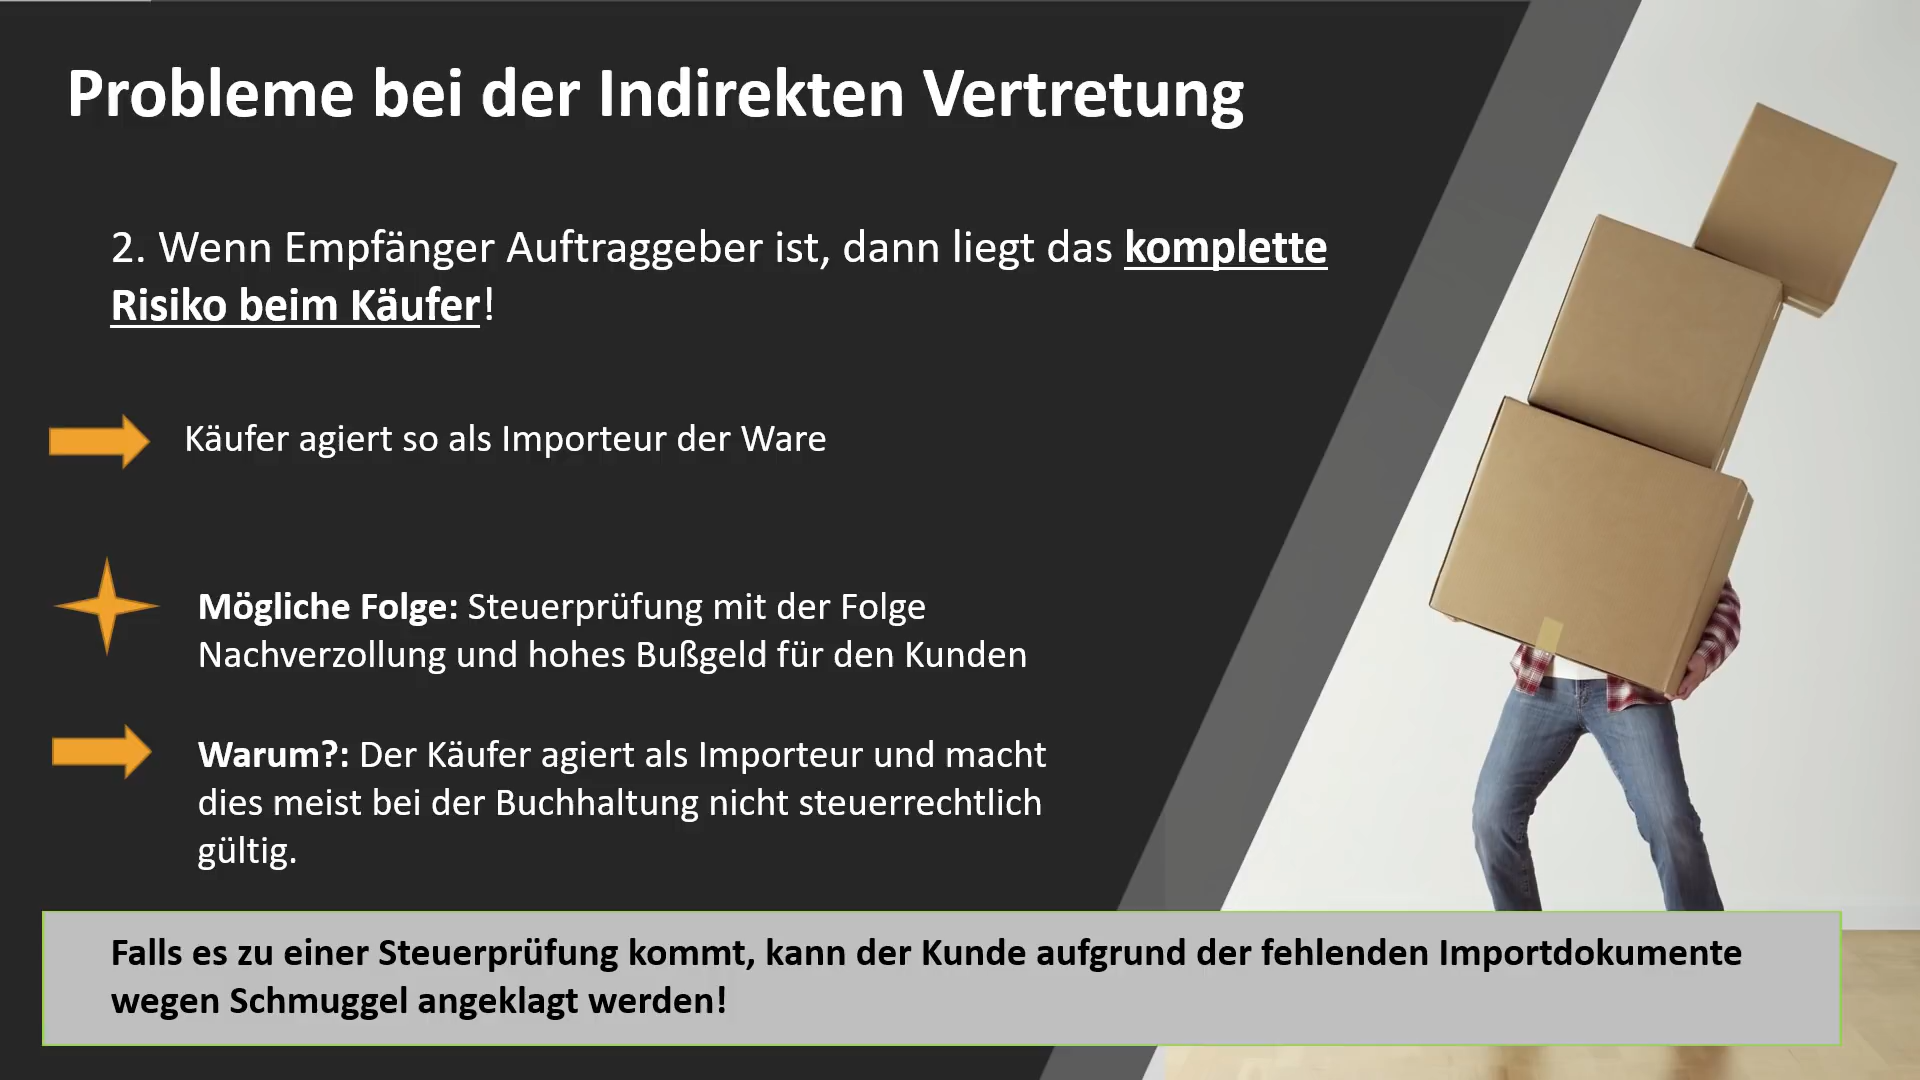 Probleme bei der Indirekten Vertretung
2. Wenn Empfänger Auftraggeber ist, dann liegt das komplette
Risiko beim Käufer!
Käufer agiert so als Importeur der Ware
Mögliche Folge: Steuerprüfung mit der Folge
Nachverzollung und hohes Bußgeld für den Kunden
Warum?: Der Käufer agiert als Importeur und macht
dies meist bei der Buchhaltung nicht steuerrechtlich
gültig.
Falls es zu einer Steuerprüfung kommt, kann der Kunde aufgrund der fehlenden Importdokumente
wegen Schmuggel angeklagt werden!